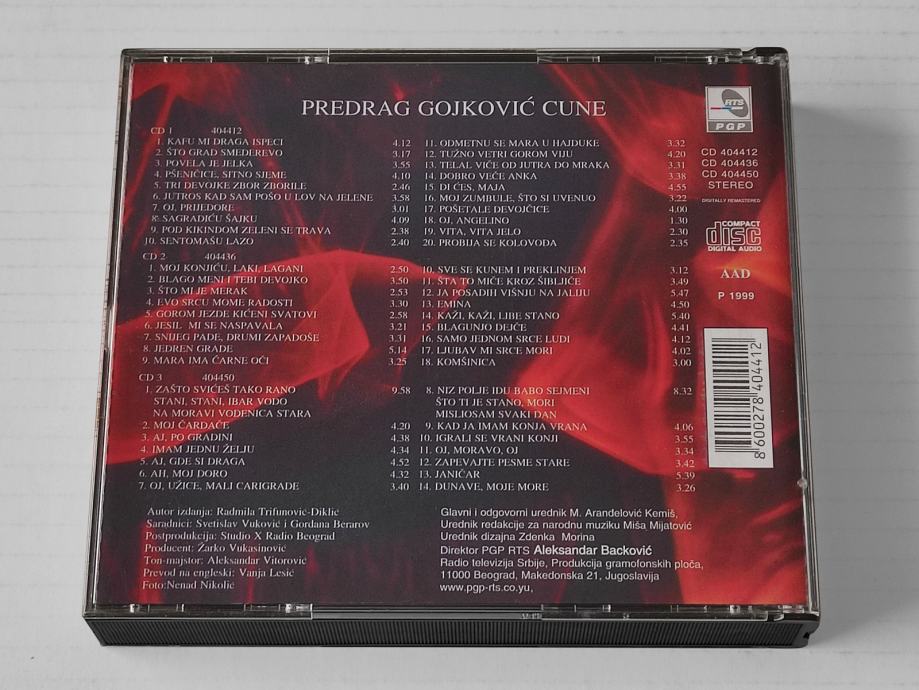 PREDRAG GOJKOVIĆ CUNE
CD 1 404412
1. KAFU MI DRAGA ISPECI 4.12
2. ŠTO GRAD SMEDEREVO 3.17
3. POVELA JE JELKA 3.55
4. PŠENIČICE, SITNO SJEME 4.10
5. TRI DEVOJKE ZBOR ZBORILE 2.46
6. JUTROS KAD SAM POŠO U LOV NA JELENE 3.58
7. OJ, PRIJEDORE 3.01
8. SAGRADIĆU ŠAJKU 4.09
9. POD KIKINDOM ZELENI SE TRAVA 2.38
10. SENTOMAŠU LAZO 2.40
11. ODMETNU SE MARA U HAJDUKE 3.32
12. TUŽNO VETRI GOROM VIJU 4.20
13. TELAL VIČE OD JUTRA DO MRAKA 3.31
14. DOBRO VEČE ANKA 3.38
15. DI ĆEŠ, MAJA 4.55
16. MOJ ZUMBULE, ŠTO SI UVENUO 3.22
17. POŠETALE DEVOJČICE 4.00
18. OJ, ANGELINO 1.30
19. VITA, VITA JELO 2.30
20. PROBIJA SE KOLOVODA 2.35
CD 2 404436
1. MOJ KONJIĆU, LAKI, LAGANI 2.50
2. BLAGO MENI I TEBI DEVOJKO 3.50
3. ŠTO MI JE MERAK 2.53
4. EVO SRCU MOME RADOSTI 3.30
5. GOROM JEZDE KIĆENI SVATOVI 2.58
6. JESIL MI SE NASPAVALA 3.21
7. SNIJEG PADE, DRUMI ZAPADOŠE 3.31
8. JEDREN GRADE 5.14
9. MARA IMA ČARNE OČI 3.25
10. SVE SE KUNEM I PREKLINJEM 3.12
11. ŠTA TO MIČE KROZ ŠIBLJIČE 3.49
12. JA POSADIH VIŠNJU NA JALIJU 5.47
13. EMINA 4.50
14. KAŽI, KAŽI, LIBE STANO 5.40
15. BLAGUNJO DEJČE 4.41
16. SAMO JEDNOM SRCE LUDI 4.12
17. LJUBAV MI SRCE MORI 4.02
18. KOMŠINICA 3.00
CD 3 404450
1. ZAŠTO SVIĆEŠ TAKO RANO 9.58
STANI, STANI, IBAR VODO
NA MORAVI VODENICA STARA
2. MOJ ČARDAČE 4.20
3. AJ, PO GRADINI 4.38
4. IMAM JEDNU ŽELJU 4.34
5. AJ, GDE SI DRAGA 4.52
6. AH, MOJ DORO 4.32
7. OJ, UŽICE, MALI CARIGRADE 3.40
8. NIZ POLJE IDU BABO SEJMENI 8.32
ŠTO TI JE STANO, MORI
MISLIOSAM SVAKI DAN
9. KAD JA IMAM KONJA VRANA 4.06
10. IGRALI SE VRANI KONJI 3.55
11. OJ, MORAVO, OJ 3.34
12. ZAPEVAJTE PESME STARE 3.42
13. JANIČAR 5.39
14. DUNAVE, MOJE MORE 3.26
Autor izdanja: Radmila Trifunović-Diklić
Saradnici: Svetislav Vuković i Gordana Berarov
Postprodukcija: Studio X Radio Beograd
Producent: Žarko Vukasinović
Ton-majstor: Aleksandar Vitorović
Prevod na engleski: Vanja Lesić
Foto:Nenad Nikolić
Glavni i odgovorni urednik M. Aranđelović Kemiš,
Urednik redakcije za narodnu muziku Miša Mijatović
Urednik dizajna Zdenka Morina
Direktor PGP RTS Aleksandar Backović
Radio televizija Srbije, Produkcija gramofonskih ploča,
11000 Beograd, Makedonska 21, Jugoslavija
www.pgp-rts.co.yu,
RTS
PGP
CD 404412
CD 404436
CD 404450
STEREO
DIGITALLY REMASTERED
COMPACT
disc
DIGITAL AUDIO
AAD
P 1999
8 600278 404412